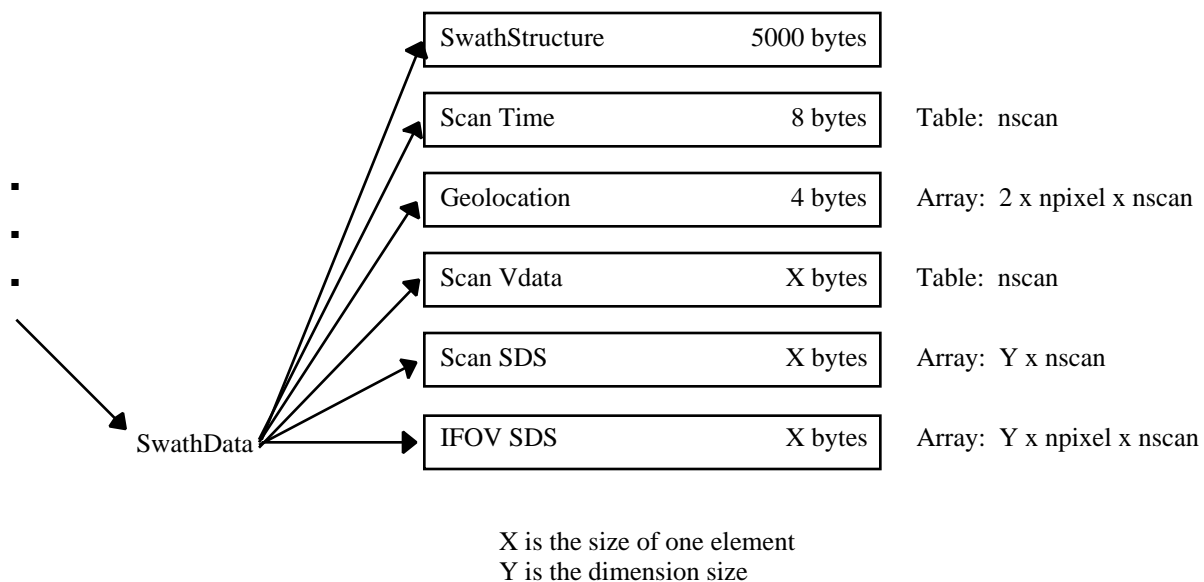 SwathStructure 5000 bytes
Scan Time 8 bytes Table: nscan
Geolocation 4 bytes Array: 2 x npixel x nscan
Scan Vdata X bytes Table: nscan
Scan SDS X bytes Array: Y x nscan
SwathData IFOV SDS X bytes Array: Y x npixel x nscan
X is the size of one element
Y is the dimension size